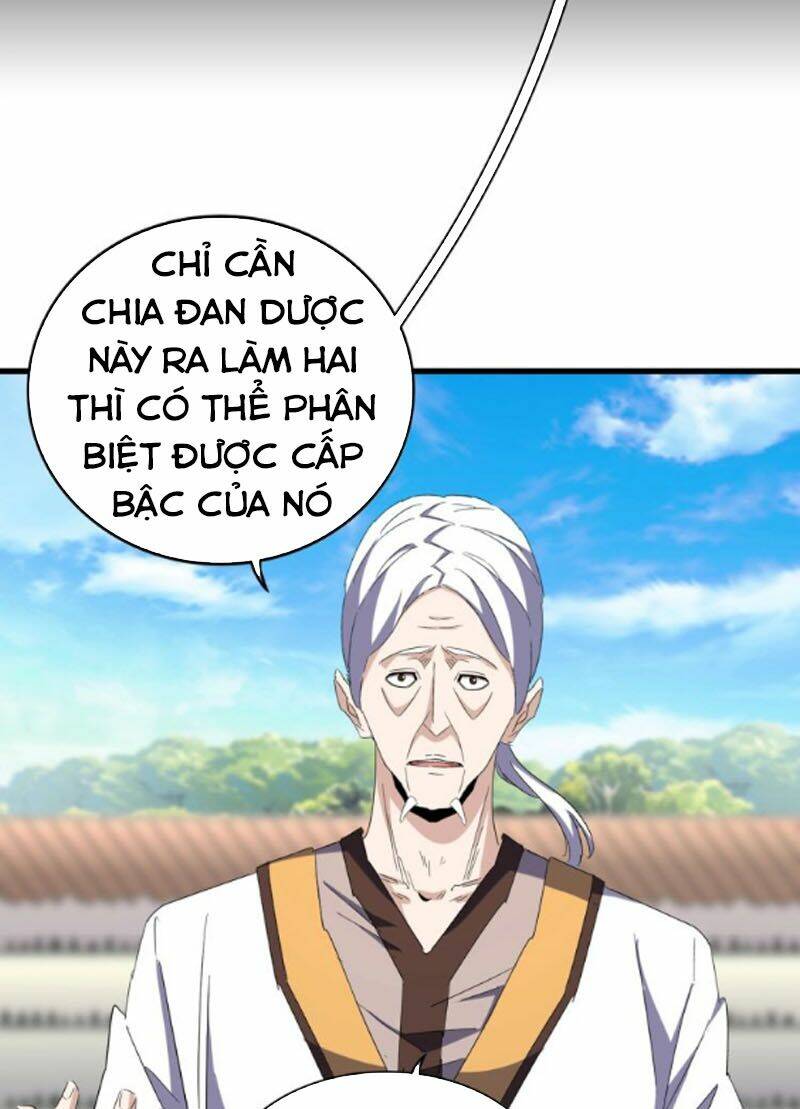 CHỈ CẦN
CHIA ĐAN DƯỢC
NÀY RA LÀM HAI
THÌ CÓ THỂ PHÂN
BIỆT ĐƯỢC CẤP
BẬC CỦA NÓ